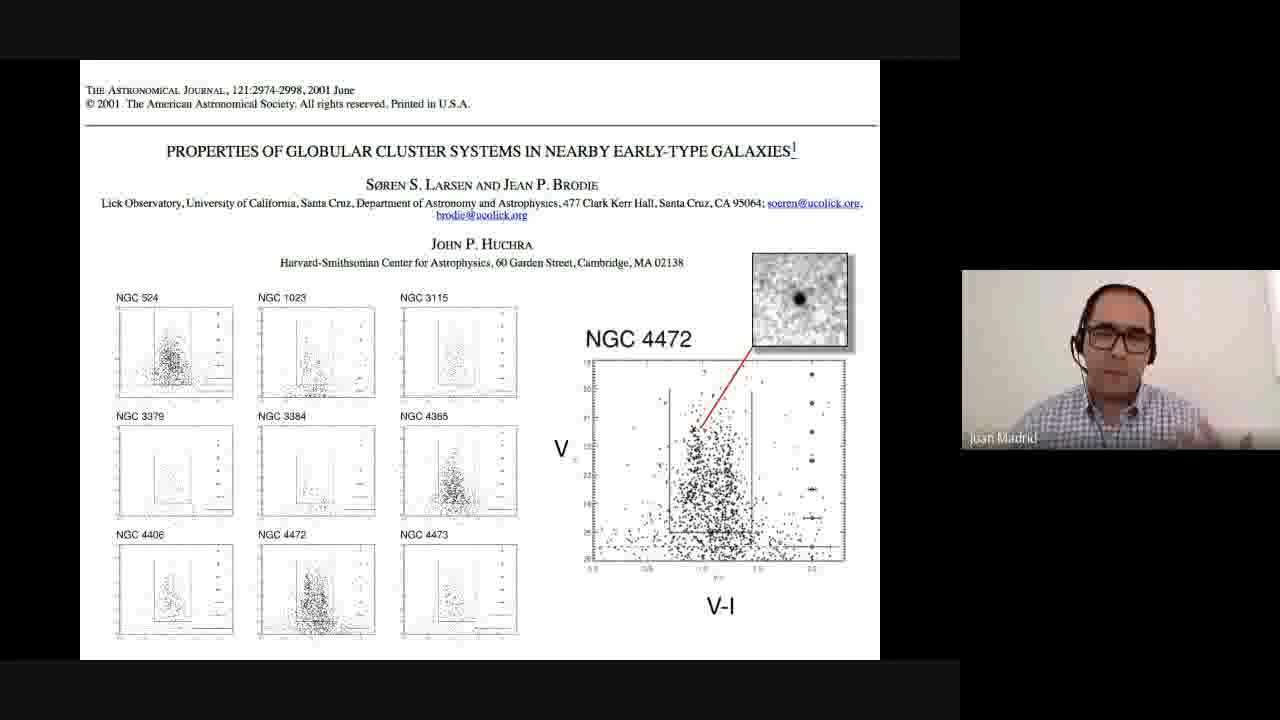 THE ASTRONOMICAL JOURNAL, 121:2974-2998, 2001 June
© 2001. The American Astronomical Society. All rights reserved. Printed in U.S.A.
PROPERTIES OF GLOBULAR CLUSTER SYSTEMS IN NEARBY EARLY-TYPE GALAXIES1
SØREN S. LARSEN AND JEAN P. BRODIE
Lick Observatory, University of California, Santa Cruz, Department of Astronomy and Astrophysics, 477 Clark Kerr Hall, Santa Cruz, CA 95064; soeren@ucolick.org,
brodie@ucolick.org
JOHN P. HUCHRA
Harvard-Smithsonian Center for Astrophysics, 60 Garden Street, Cambridge, MA 02138
NGC 524
NGC 1023
NGC 3115
NGC 3379
NGC 3384
NGC 4365
NGC 4406
NGC 4472
NGC 4473
NGC 4472
V
V-I
Juan Madrid